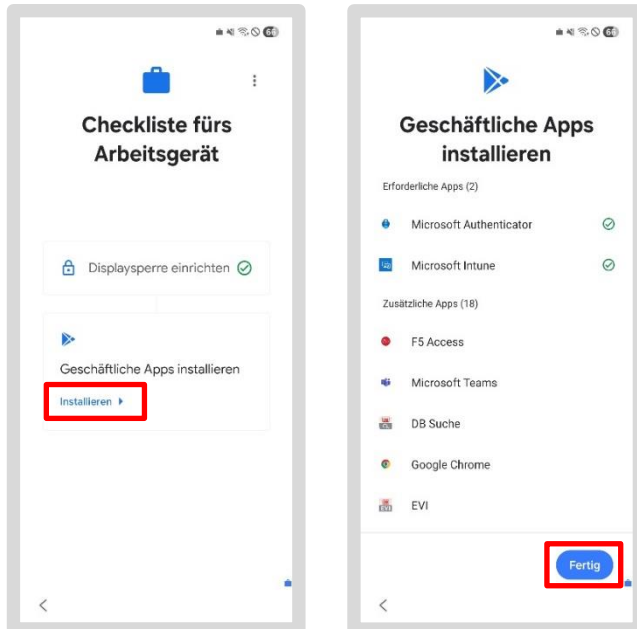 Checkliste fürs
Arbeitsgerät
Displaysperre einrichten
Geschäftliche Apps installieren
Installieren
Geschäftliche Apps
installieren
Erforderliche Apps (2)
Microsoft Authenticator
Microsoft Intune
Zusätzliche Apps (18)
F5 Access
Microsoft Teams
DB Suche
Google Chrome
EVI
Fertig